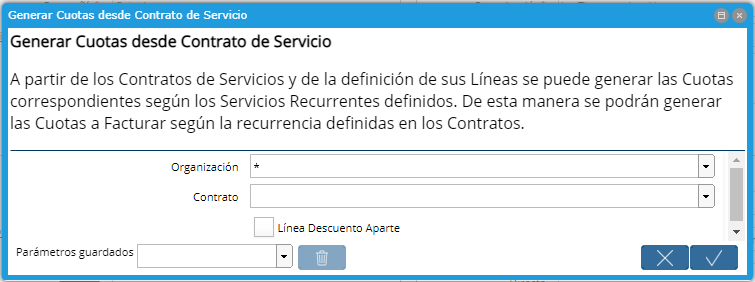 Generar Cuotas desde Contrato de Servicio
Generar Cuotas desde Contrato de Servicio
A partir de los Contratos de Servicios y de la definición de sus Líneas se puede generar las Cuotas
correspondientes según los Servicios Recurrentes definidos. De esta manera se podrán generar
las Cuotas a Facturar según la recurrencia definidas en los Contratos.
Organización *
Contrato
Línea Descuento Aparte
Parámetros guardados